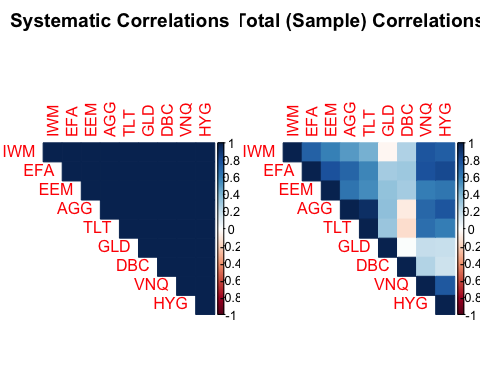 Systematic Correlations
Total (Sample) Correlations
IWM EFA EEM AGG TLT GLD DBC VNQ HYG
IWM
EFA
EEM
AGG
TLT
GLD
DBC
VNQ
HYG
1
0.8
0.6
0.4
0.2
0
-0.2
-0.4
-0.6
-0.8
-1
IWM EFA EEM AGG TLT GLD DBC VNQ HYG
IWM
EFA
EEM
AGG
TLT
GLD
DBC
VNQ
HYG
1
0.8
0.6
0.4
0.2
0
-0.2
-0.4
-0.6
-0.8
-1